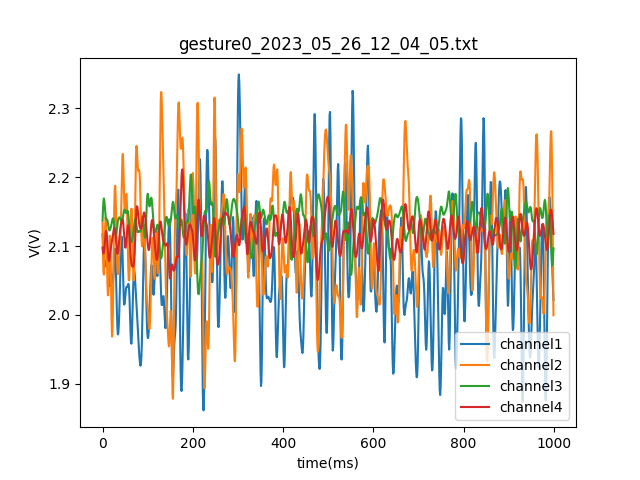 gesture0_2023_05_26_12_04_05.txt
V(V)
2.3
2.2
2.1
2.0
1.9
0
200
400
600
800
1000
time(ms)
channel1
channel2
channel3
channel4